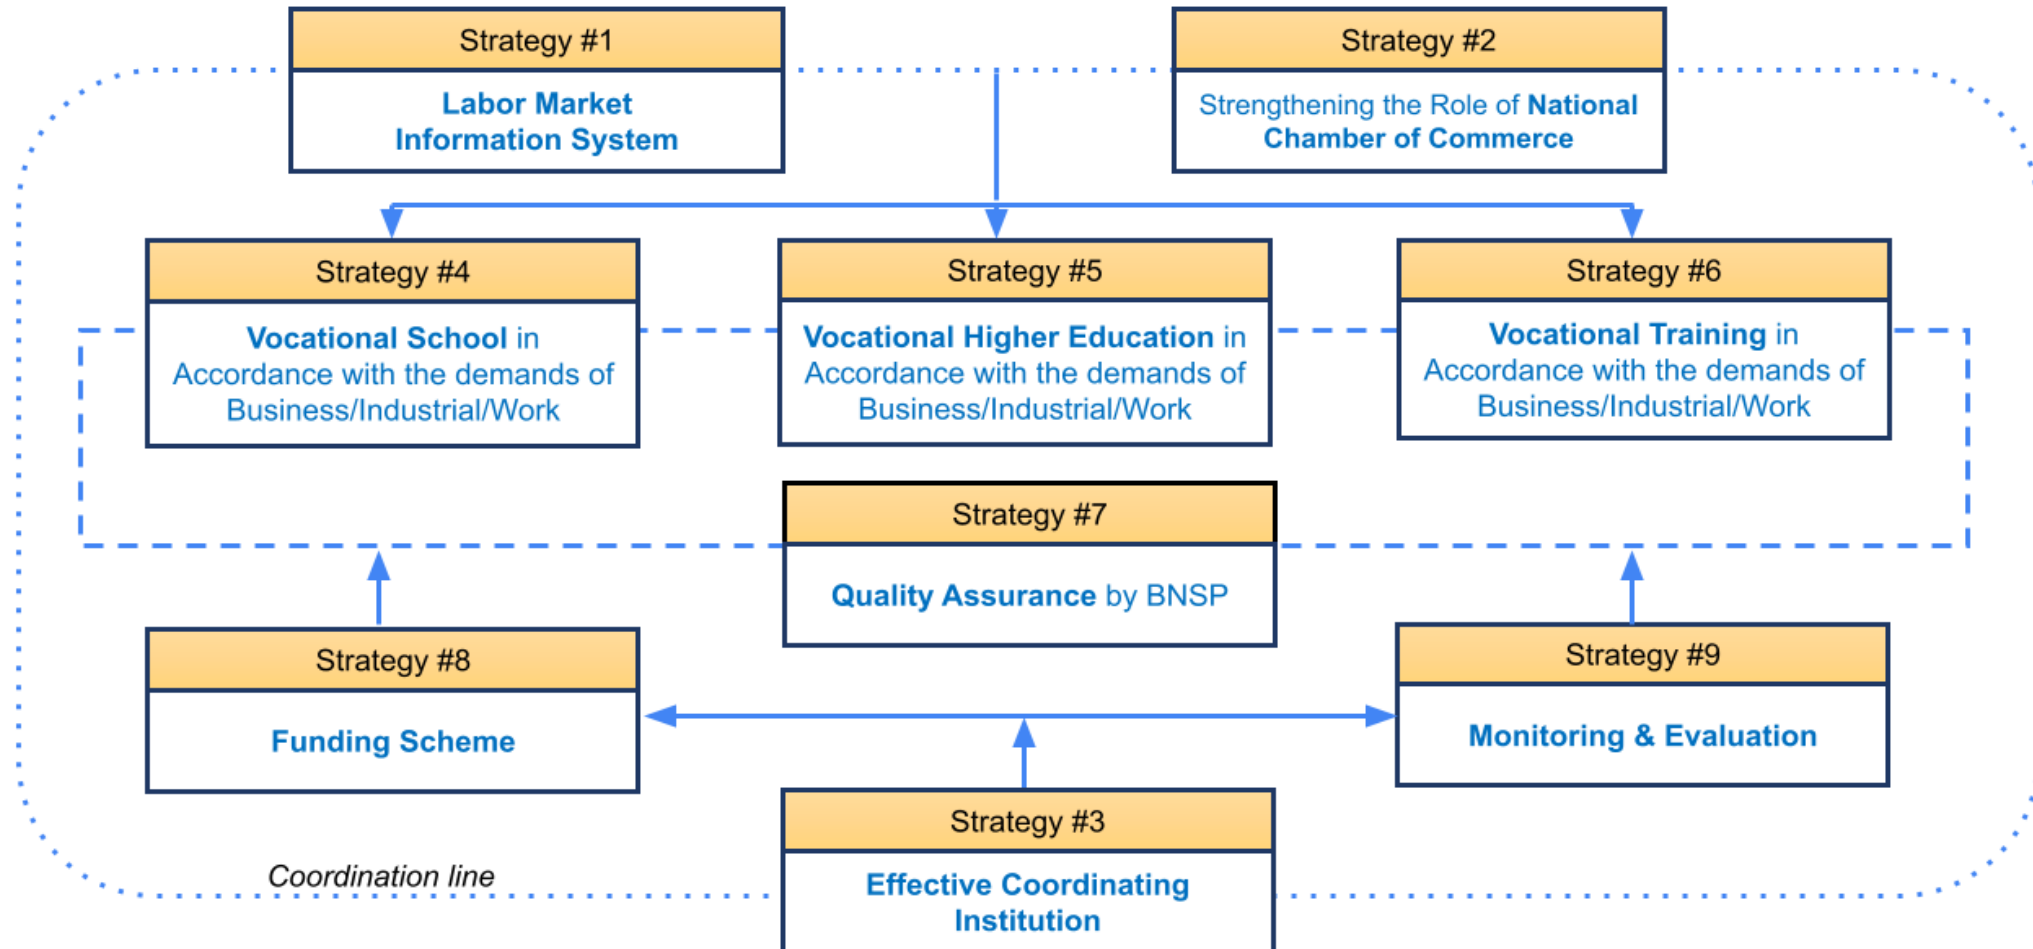 Strategy #1
Labor Market
Information System
Strategy #2
Strengthening the Role of National
Chamber of Commerce
Strategy #4
Vocational School in
Accordance with the demands of
Business/Industrial/Work
Strategy #5
Vocational Higher Education in
Accordance with the demands of
Business/Industrial/Work
Strategy #6
Vocational Training in
Accordance with the demands of
Business/Industrial/Work
Strategy #7
Quality Assurance by BNSP
Strategy #8
Funding Scheme
Strategy #9
Monitoring & Evaluation
Strategy #3
Effective Coordinating
Institution
Coordination line